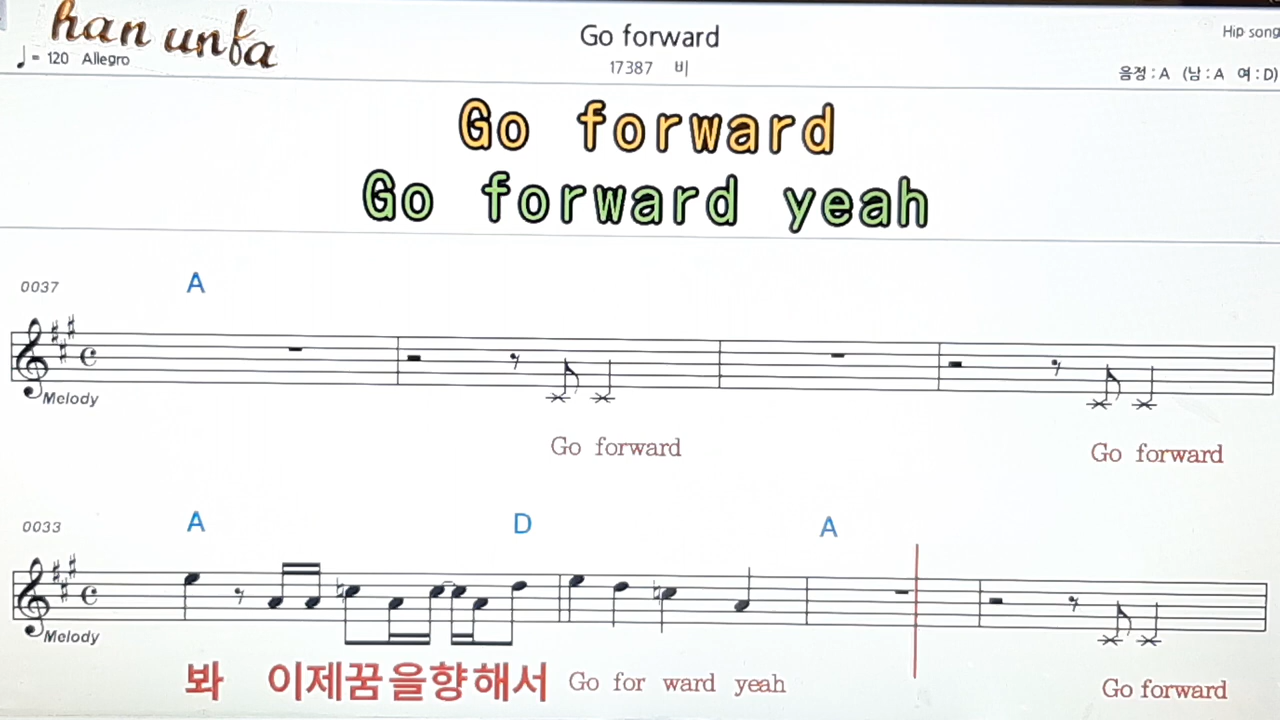 han unfa
Go forward
Hip song
♩= 120 Allegro
17387 비
음정 : A (남 : A 여 : D)
Go forward
Go forward yeah
0037
A
Melody
Go forward
Go forward
0033
A D A
Melody
봐 이제꿈을향해서 Go for ward yeah
Go forward